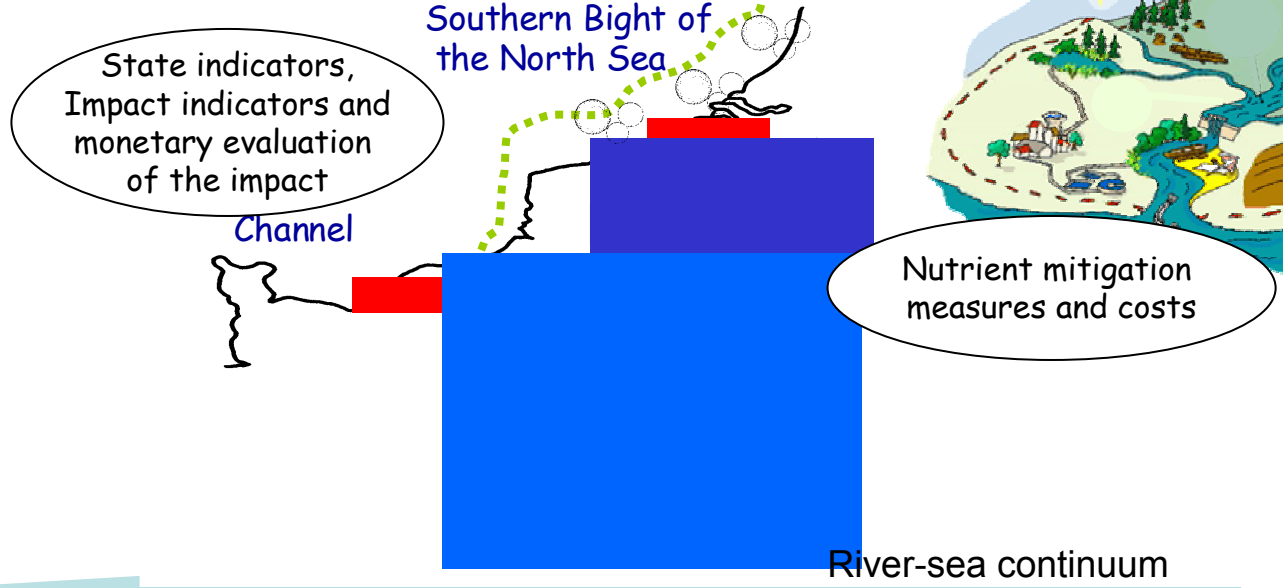 Southern Bight of
the North Sea
State indicators,
Impact indicators and
monetary evaluation
of the impact
Channel
Nutrient mitigation
measures and costs
River-sea continuum